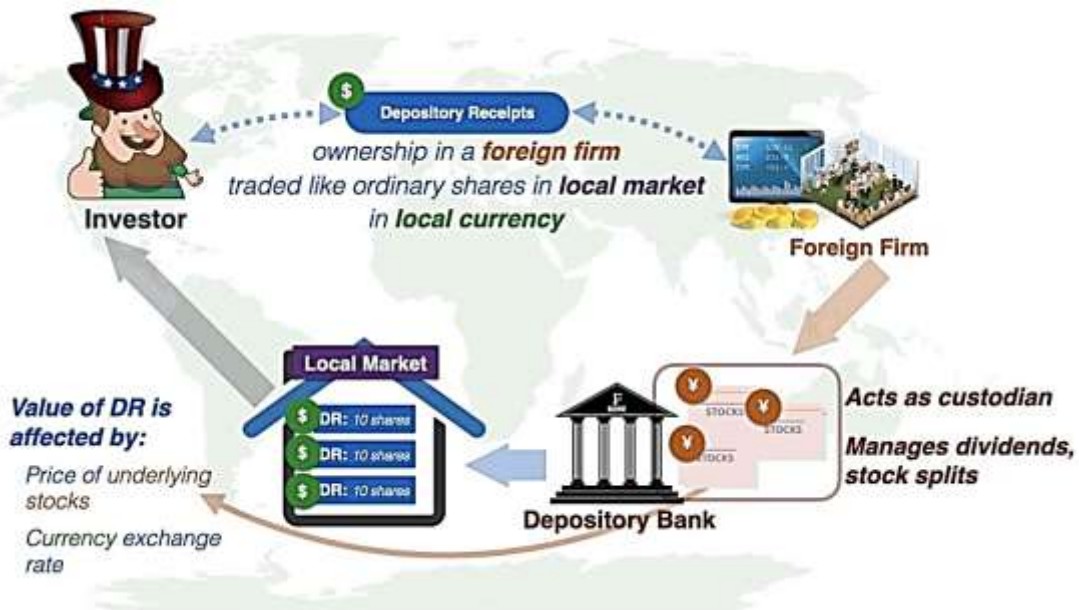 $
Depository Receipts
ownership in a foreign firm
traded like ordinary shares in local market
in local currency
Investor
Foreign Firm
Local Market
$ DR: 10 shares
$ DR: 10 shares
$ DR: 10 shares
Value of DR is
affected by:
Price of underlying
stocks
Currency exchange
rate
F
BANK
Depository Bank
¥
STOCKS
¥
STOCKS
¥
STOCKS
Acts as custodian
Manages dividends,
stock splits